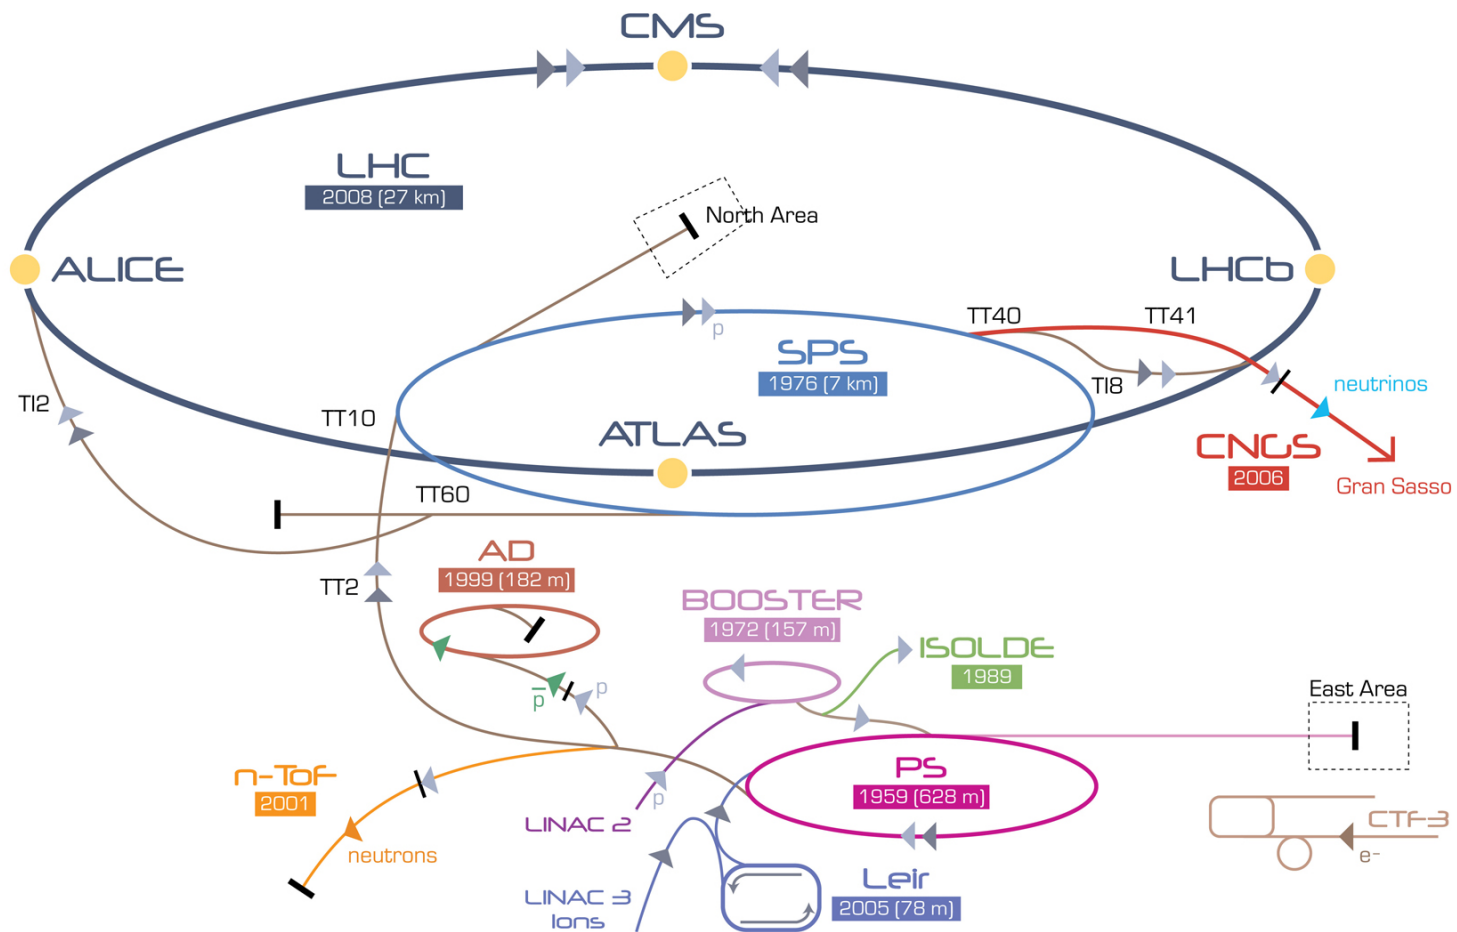 CMS
LHC
2008 (27 km)
North Area
ALICE
LHCb
TT40
TT41
p
SPS
1976 (7 km)
TI8
neutrinos
TI2
TT10
ATLAS
CNGS
2006
Gran Sasso
TT60
AD
1999 (182 m)
TT2
BOOSTER
1972 (157 m)
ISOLDE
1989
p̅
p
East Area
n-ToF
2001
PS
1959 (628 m)
p
LINAC 2
CTF-3
neutrons
e-
LINAC 3
Ions
Leir
2005 (78 m)